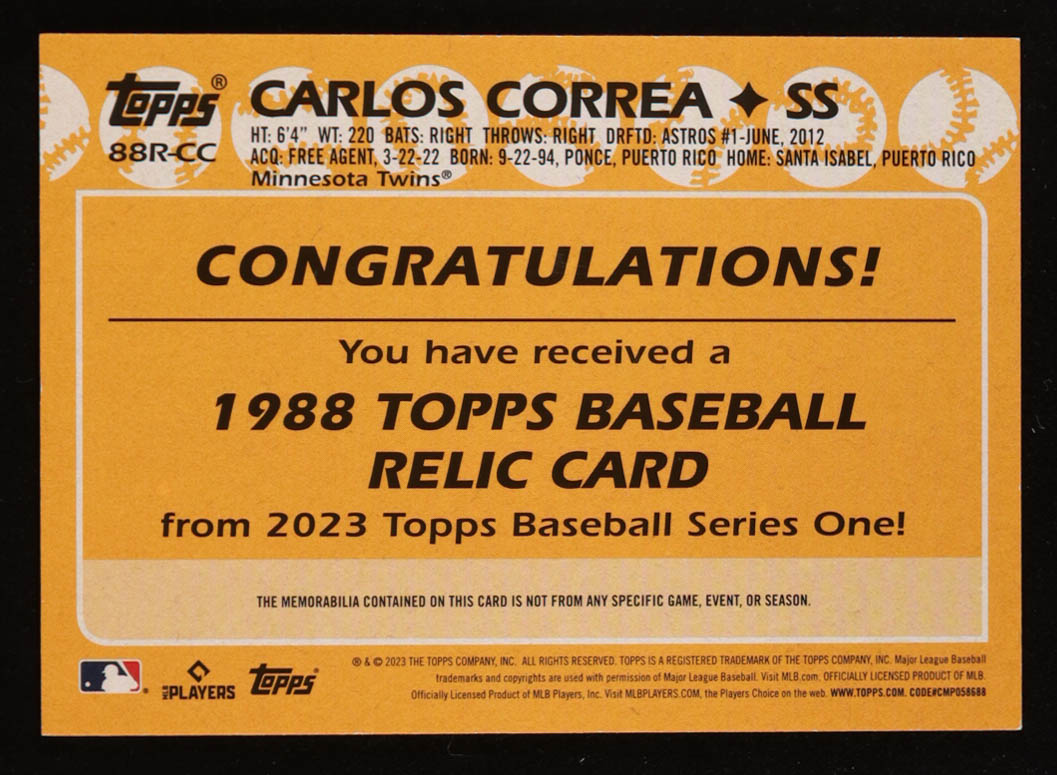 Topps®
CARLOS CORREA ✦ SS
88R-CC
HT: 6'4" WT: 220 BATS: RIGHT THROWS: RIGHT DRFTD: ASTROS #1-JUNE, 2012
ACQ: FREE AGENT, 3-22-22 BORN: 9-22-94, PONCE, PUERTO RICO HOME: SANTA ISABEL, PUERTO RICO
Minnesota Twins®
CONGRATULATIONS!
You have received a
1988 TOPPS BASEBALL
RELIC CARD
from 2023 Topps Baseball Series One!
THE MEMORABILIA CONTAINED ON THIS CARD IS NOT FROM ANY SPECIFIC GAME, EVENT, OR SEASON.
MLB PLAYERS
Topps
® & © 2023 THE TOPPS COMPANY, INC. ALL RIGHTS RESERVED. TOPPS IS A REGISTERED TRADEMARK OF THE TOPPS COMPANY, INC. Major League Baseball
trademarks and copyrights are used with permission of Major League Baseball. Visit MLB.com. OFFICIALLY LICENSED PRODUCT OF MLB.
Officially Licensed Product of MLB Players, Inc. Visit MLBPLAYERS.COM, the Players Choice on the web. WWW.TOPPS.COM. CODE#CMP058688